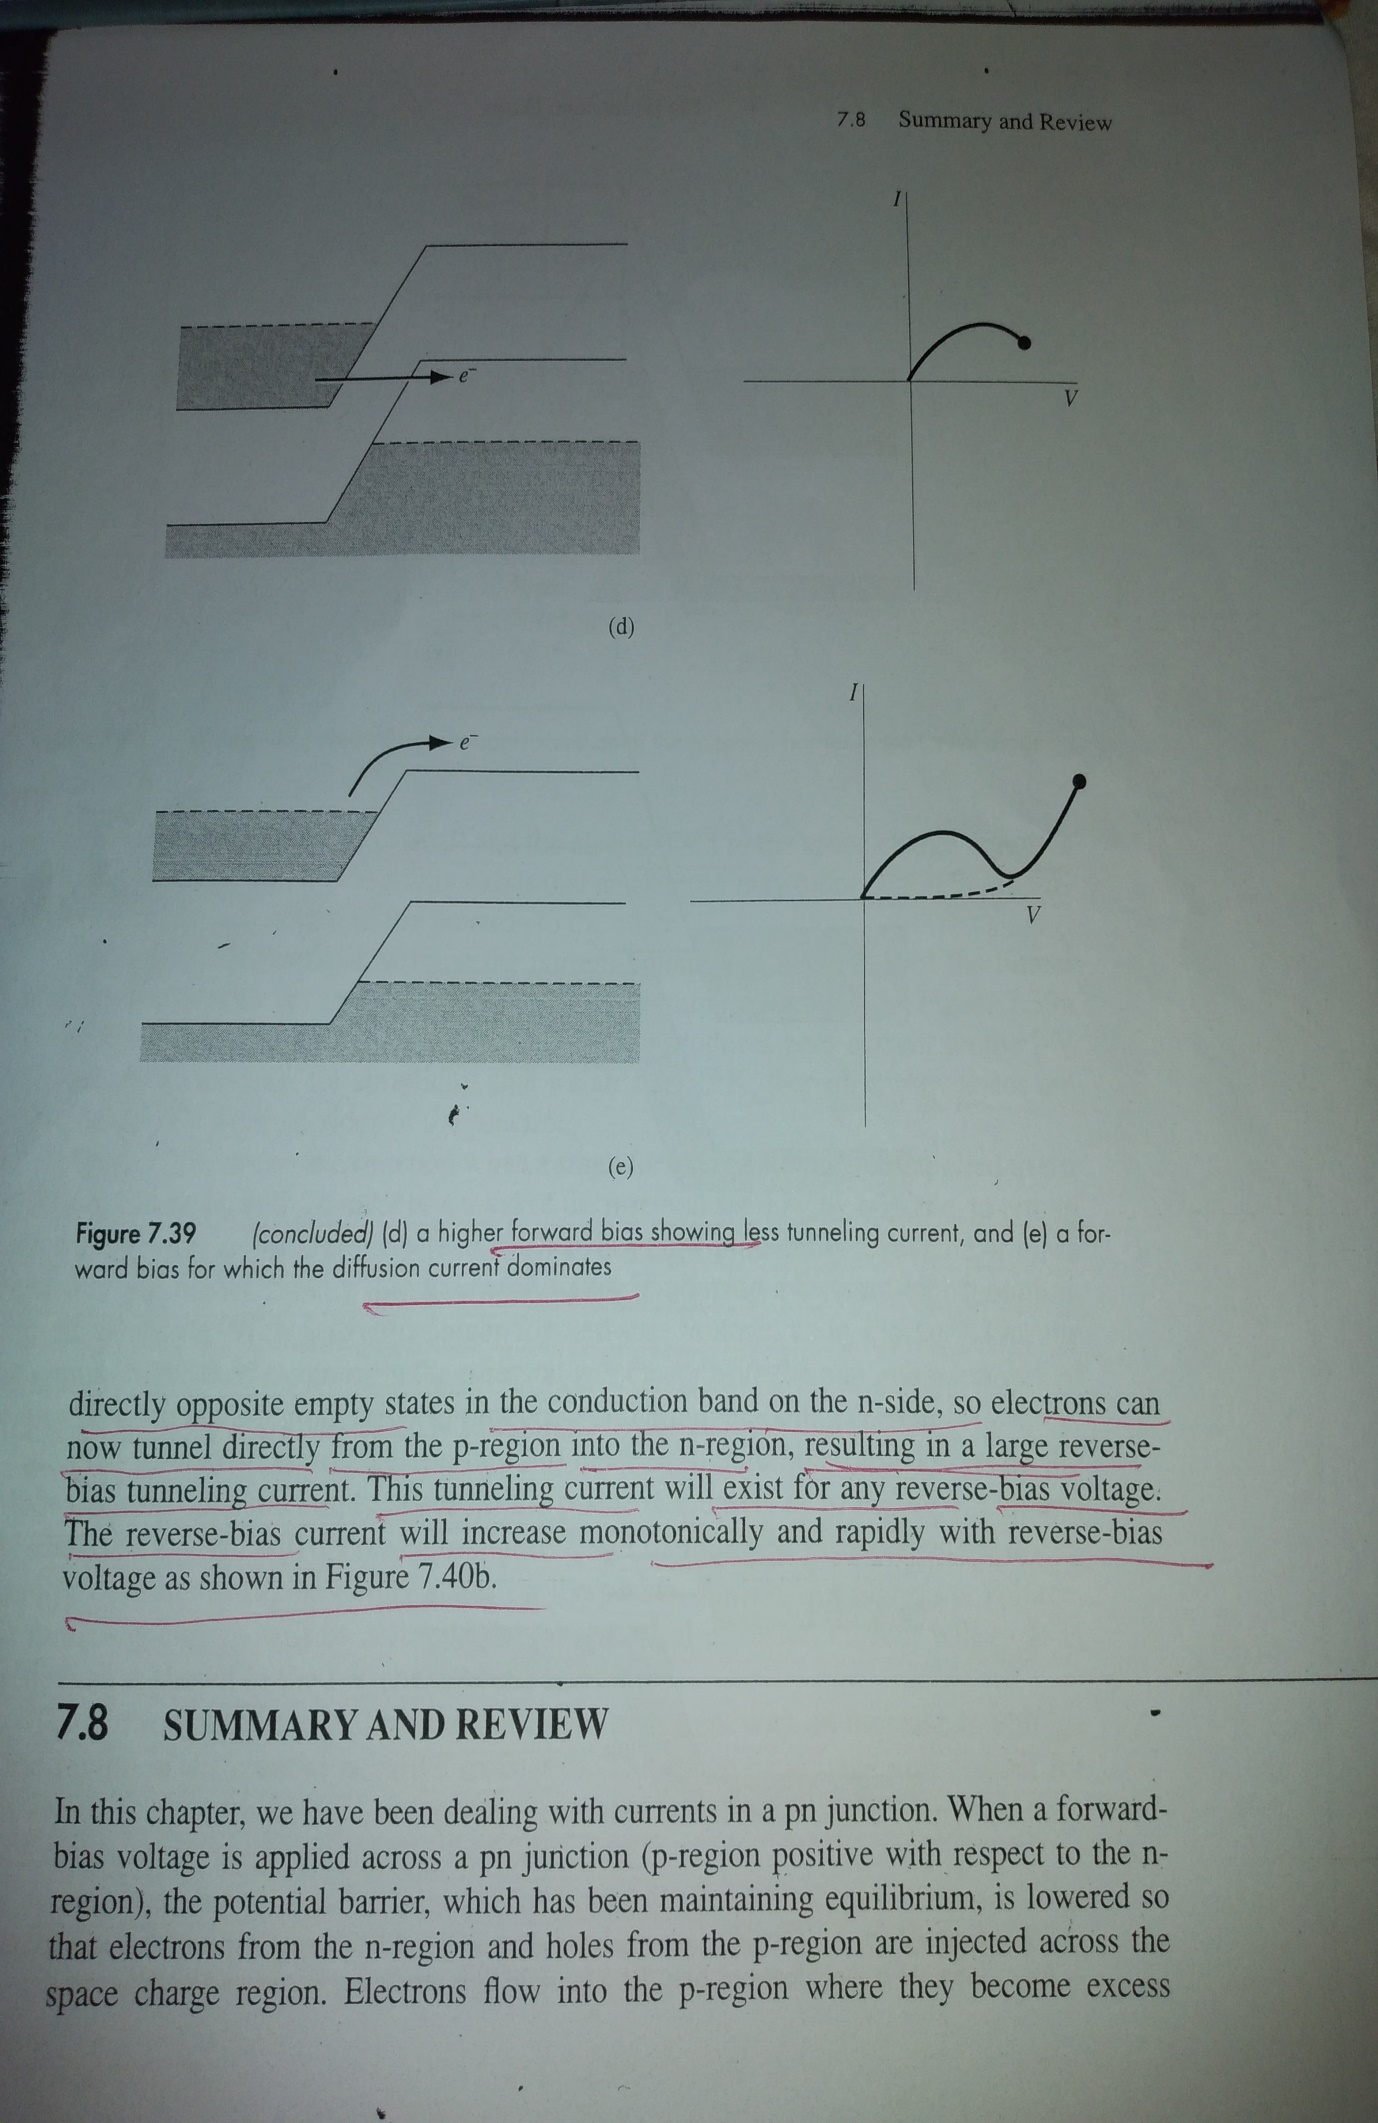 7.8 Summary and Review
I
e⁻
V
(d)
I
e⁻
V
(e)
Figure 7.39 (concluded) (d) a higher forward bias showing less tunneling current, and (e) a for-
ward bias for which the diffusion current dominates
directly opposite empty states in the conduction band on the n-side, so electrons can
now tunnel directly from the p-region into the n-region, resulting in a large reverse-
bias tunneling current. This tunneling current will exist for any reverse-bias voltage.
The reverse-bias current will increase monotonically and rapidly with reverse-bias
voltage as shown in Figure 7.40b.
7.8 SUMMARY AND REVIEW
In this chapter, we have been dealing with currents in a pn junction. When a forward-
bias voltage is applied across a pn junction (p-region positive with respect to the n-
region), the potential barrier, which has been maintaining equilibrium, is lowered so
that electrons from the n-region and holes from the p-region are injected across the
space charge region. Electrons flow into the p-region where they become excess